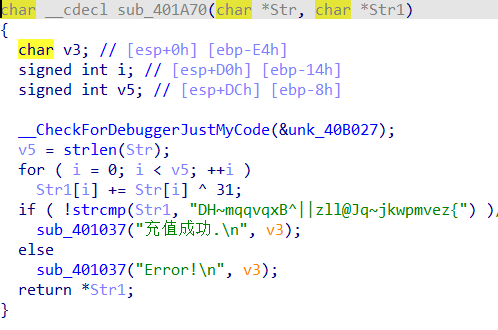 char __cdecl sub_401A70(char *Str, char *Str1)
{
char v3; // [esp+0h] [ebp-E4h]
signed int i; // [esp+D0h] [ebp-14h]
signed int v5; // [esp+DCh] [ebp-8h]
__CheckForDebuggerJustMyCode(&unk_40B027);
v5 = strlen(Str);
for ( i = 0; i < v5; ++i )
Str1[i] += Str[i] ^ 31;
if ( !strcmp(Str1, "DH~mqqvqxB^||zll@Jq~jkwpmvez{") )
sub_401037("充值成功.\n", v3);
else
sub_401037("Error!\n", v3);
return *Str1;
}